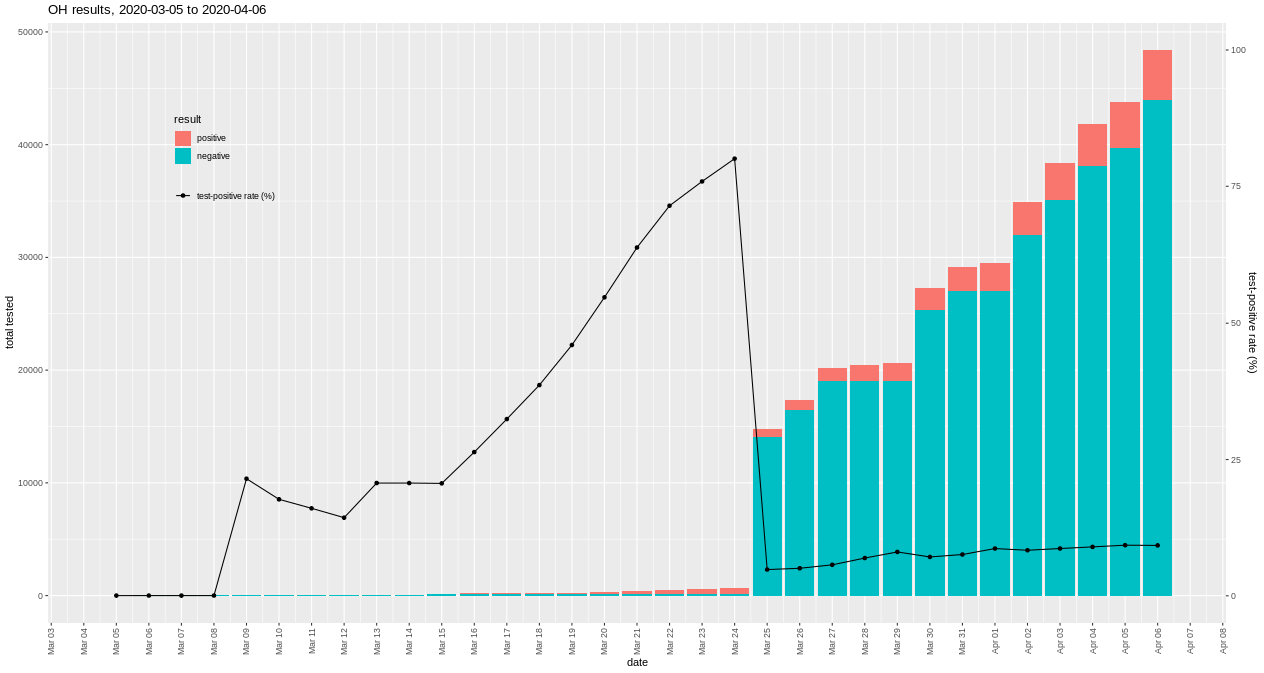 OH results, 2020-03-05 to 2020-04-06
50000
40000
30000
20000
10000
0
total tested
result
positive
negative
test-positive rate (%)
100
75
50
25
0
test-positive rate (%)
Mar 03
Mar 04
Mar 05
Mar 06
Mar 07
Mar 08
Mar 09
Mar 10
Mar 11
Mar 12
Mar 13
Mar 14
Mar 15
Mar 16
Mar 17
Mar 18
Mar 19
Mar 20
Mar 21
Mar 22
Mar 23
Mar 24
Mar 25
Mar 26
Mar 27
Mar 28
Mar 29
Mar 30
Mar 31
Apr 01
Apr 02
Apr 03
Apr 04
Apr 05
Apr 06
Apr 07
Apr 08
date